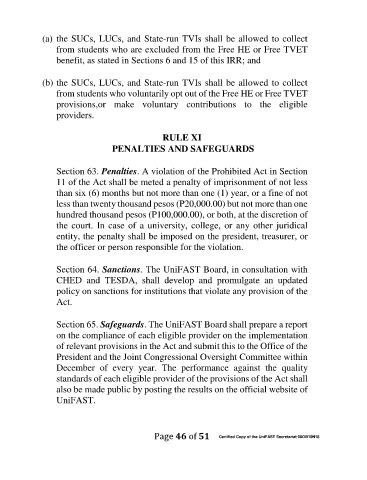 (a) the SUCs, LUCs, and State-run TVIs shall be allowed to collect
from students who are excluded from the Free HE or Free TVET
benefit, as stated in Sections 6 and 15 of this IRR; and
(b) the SUCs, LUCs, and State-run TVIs shall be allowed to collect
from students who voluntarily opt out of the Free HE or Free TVET
provisions,or make voluntary contributions to the eligible
providers.
RULE XI
PENALTIES AND SAFEGUARDS
Section 63. Penalties. A violation of the Prohibited Act in Section
11 of the Act shall be meted a penalty of imprisonment of not less
than six (6) months but not more than one (1) year, or a fine of not
less than twenty thousand pesos (P20,000.00) but not more than one
hundred thousand pesos (P100,000.00), or both, at the discretion of
the court. In case of a university, college, or any other juridical
entity, the penalty shall be imposed on the president, treasurer, or
the officer or person responsible for the violation.
Section 64. Sanctions. The UniFAST Board, in consultation with
CHED and TESDA, shall develop and promulgate an updated
policy on sanctions for institutions that violate any provision of the
Act.
Section 65. Safeguards. The UniFAST Board shall prepare a report
on the compliance of each eligible provider on the implementation
of relevant provisions in the Act and submit this to the Office of the
President and the Joint Congressional Oversight Committee within
December of every year. The performance against the quality
standards of each eligible provider of the provisions of the Act shall
also be made public by posting the results on the official website of
UniFAST.
Page 46 of 51 Certified Copy of the UniFAST Secretariat